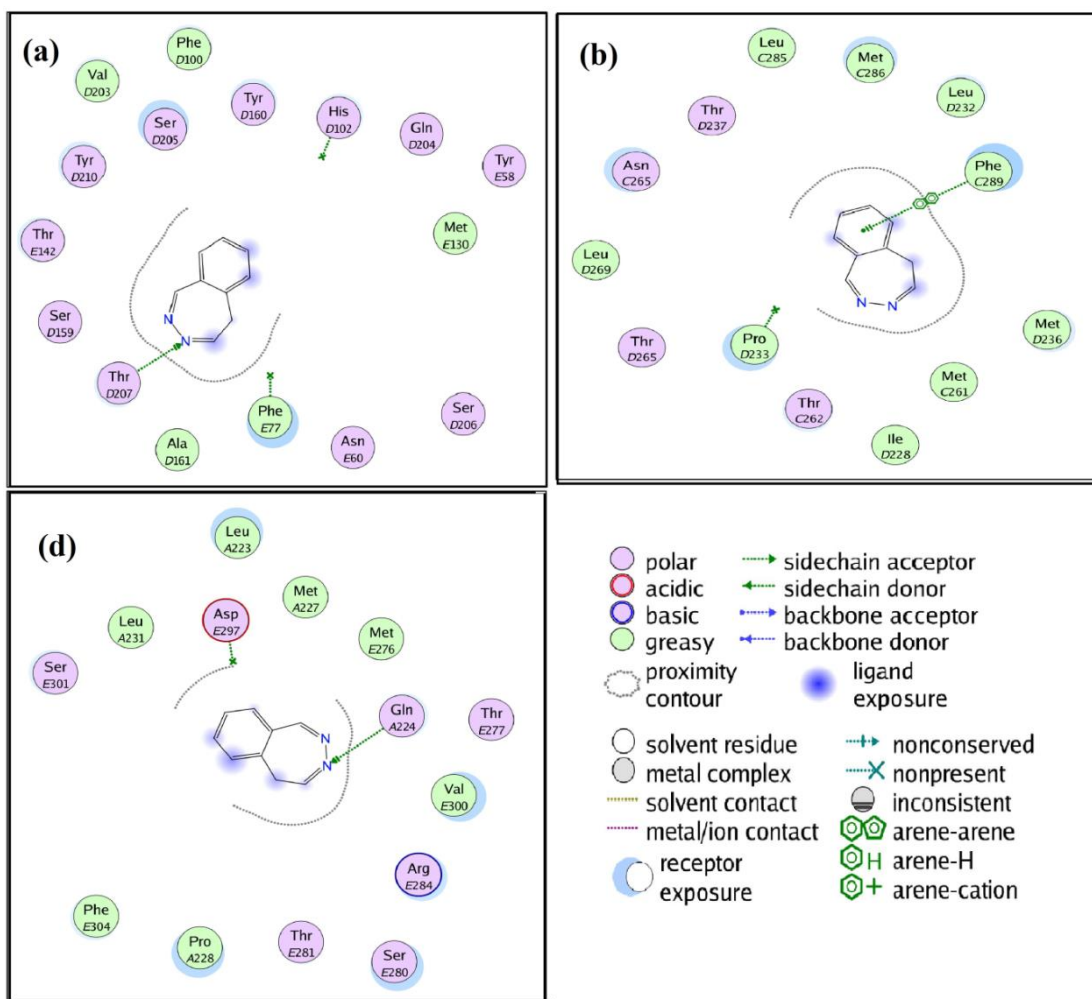 (a)
Phe
D100
Val
D203
Ser
D205
Tyr
D160
His
D102
Gln
D204
Tyr
E58
Tyr
D210
Thr
E142
Met
E130
Ser
D159
N
N
Thr
D207
Phe
E77
Ser
D206
Ala
D161
Asn
E60
(b)
Leu
C285
Met
C286
Leu
D232
Thr
D237
Asn
C265
Phe
C289
Leu
D269
N
N
Thr
D265
Pro
D233
Met
D236
Thr
C262
Met
C261
Ile
D228
(d)
Leu
A223
Met
A227
Leu
A231
Asp
E297
Met
E276
Ser
E301
Gln
A224
Thr
E277
N
N
Val
E300
Arg
E284
Phe
E304
Pro
A228
Thr
E281
Ser
E280
polar
sidechain acceptor
acidic
sidechain donor
basic
backbone acceptor
greasy
backbone donor
proximity
contour
ligand
exposure
solvent residue
nonconserved
metal complex
nonpresent
solvent contact
inconsistent
metal/ion contact
arene-arene
receptor
exposure
H arene-H
+ arene-cation